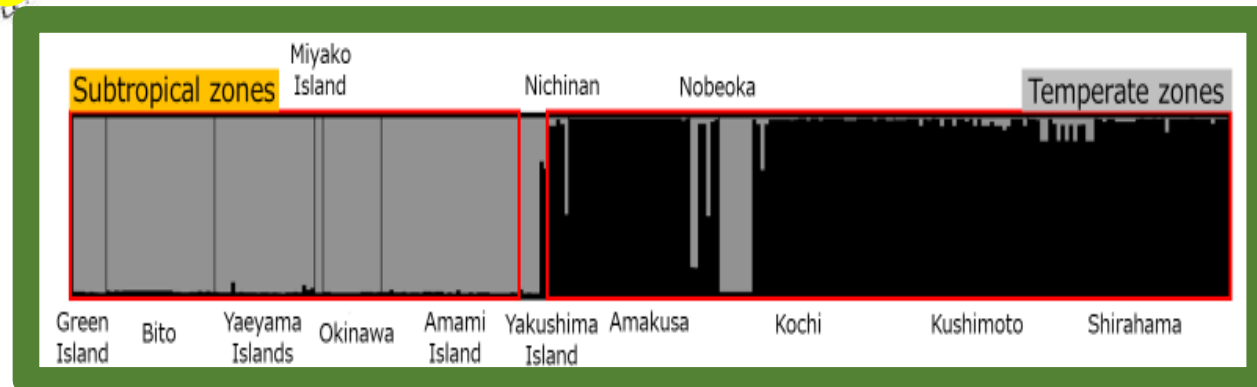 Miyako
Island
Subtropical zones
Nichinan
Nobeoka
Temperate zones
Green
Island
Bito
Yaeyama
Islands
Okinawa
Amami
Island
Yakushima
Island
Amakusa
Kochi
Kushimoto
Shirahama